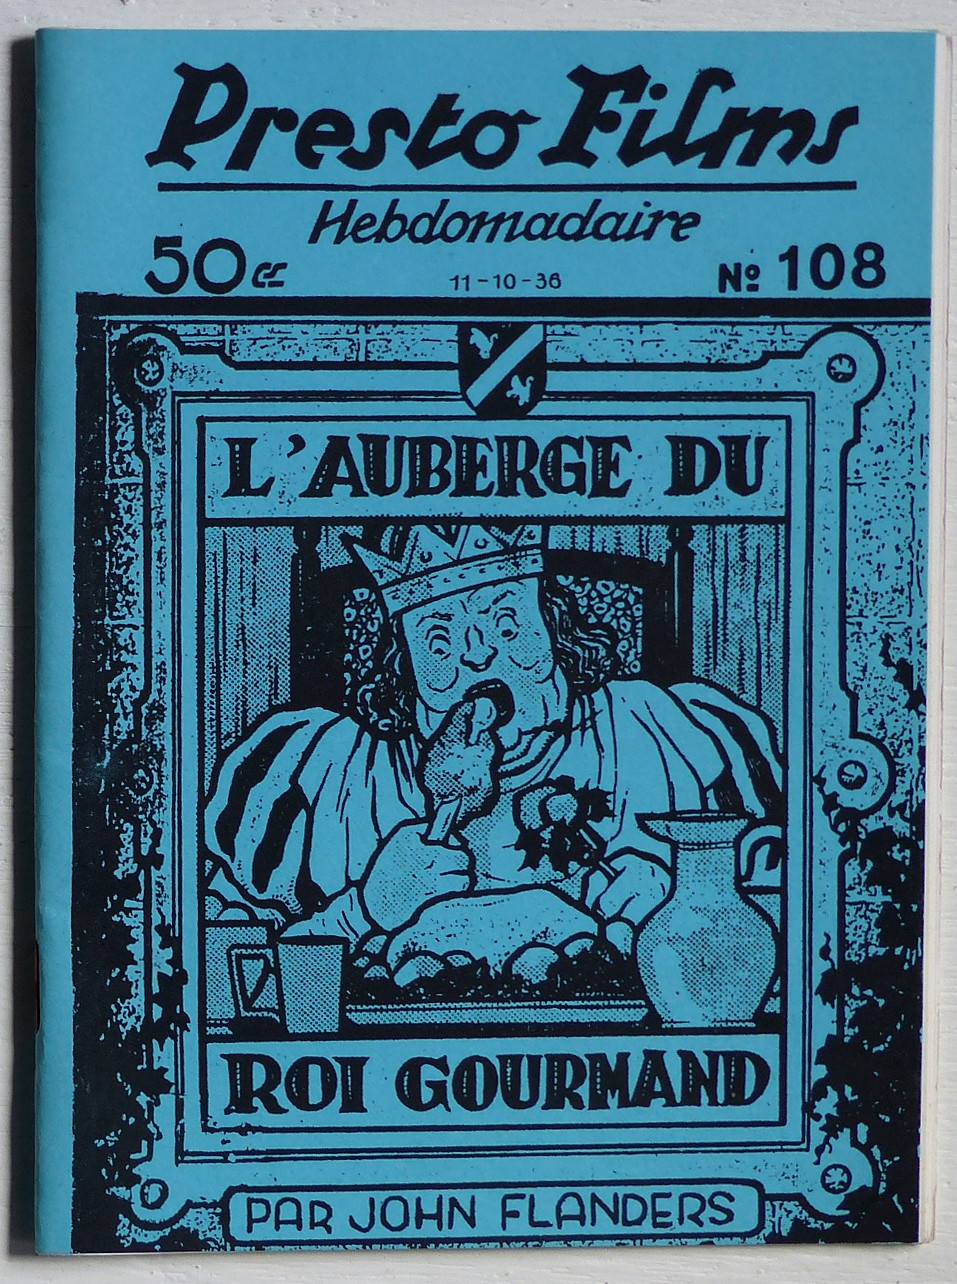 Presto Films
Hebdomadaire
50 cs
11-10-36
Nº 108
L'AUBERGE DU
ROI GOURMAND
PAR JOHN FLANDERS